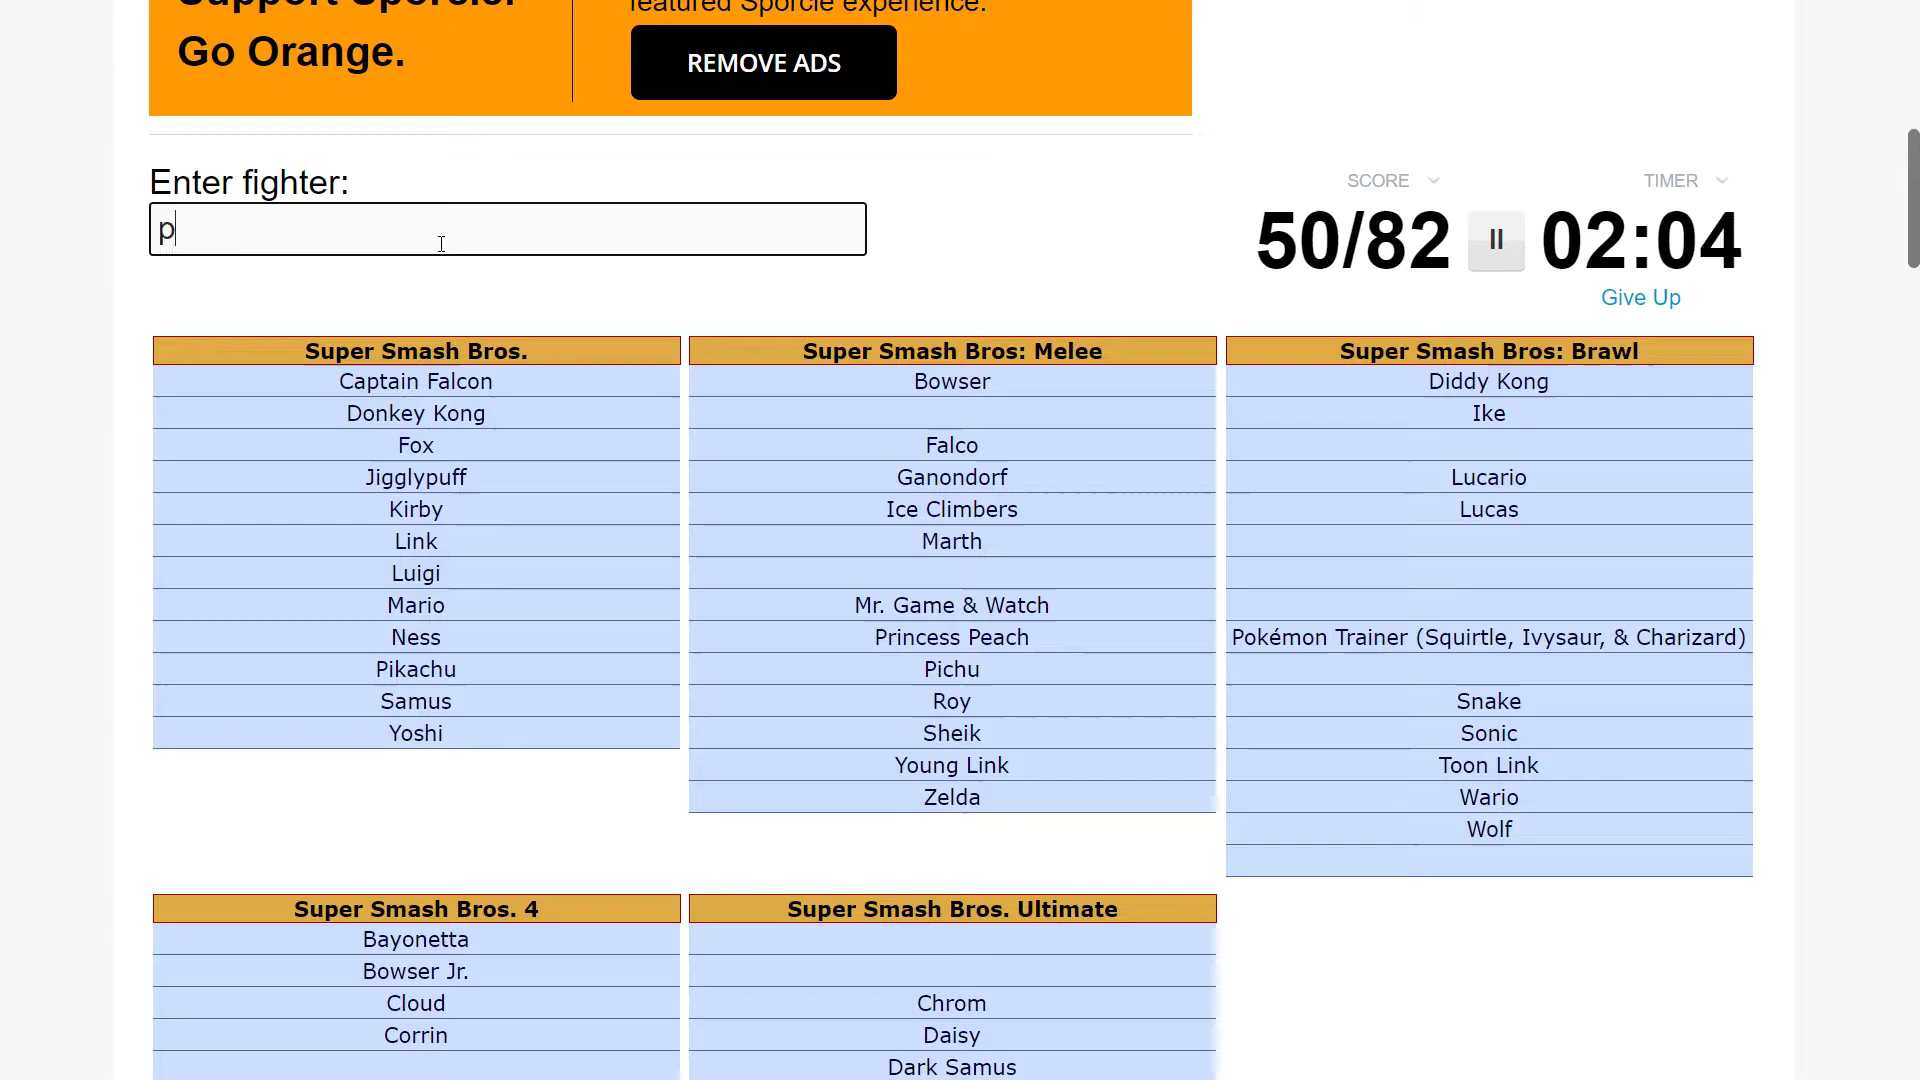 Go Orange.
featured Sporcle experience.
REMOVE ADS
Enter fighter:
p
SCORE
TIMER
50/82
02:04
Give Up
Super Smash Bros.
Captain Falcon
Donkey Kong
Fox
Jigglypuff
Kirby
Link
Luigi
Mario
Ness
Pikachu
Samus
Yoshi
Super Smash Bros: Melee
Bowser
Falco
Ganondorf
Ice Climbers
Marth
Mr. Game & Watch
Princess Peach
Pichu
Roy
Sheik
Young Link
Zelda
Super Smash Bros: Brawl
Diddy Kong
Ike
Lucario
Lucas
Pokémon Trainer (Squirtle, Ivysaur, & Charizard)
Snake
Sonic
Toon Link
Wario
Wolf
Super Smash Bros. 4
Bayonetta
Bowser Jr.
Cloud
Corrin
Super Smash Bros. Ultimate
Chrom
Daisy
Dark Samus